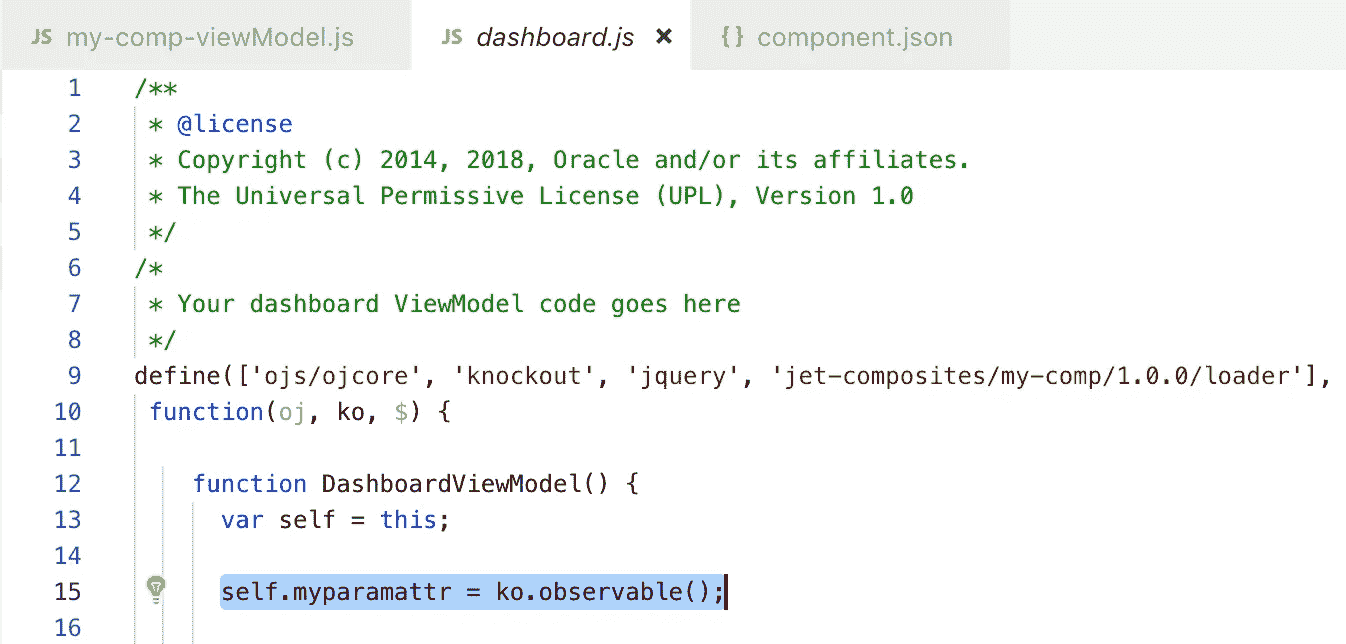 JS my-comp-viewModel.js JS dashboard.js × {} component.json
1 /**
2 * @license
3 * Copyright (c) 2014, 2018, Oracle and/or its affiliates.
4 * The Universal Permissive License (UPL), Version 1.0
5 */
6 /*
7 * Your dashboard ViewModel code goes here
8 */
9 define(['ojs/ojcore', 'knockout', 'jquery', 'jet-composites/my-comp/1.0.0/loader'],
10 function(oj, ko, $) {
11
12 function DashboardViewModel() {
13 var self = this;
14
15 self.myparamattr = ko.observable();
16